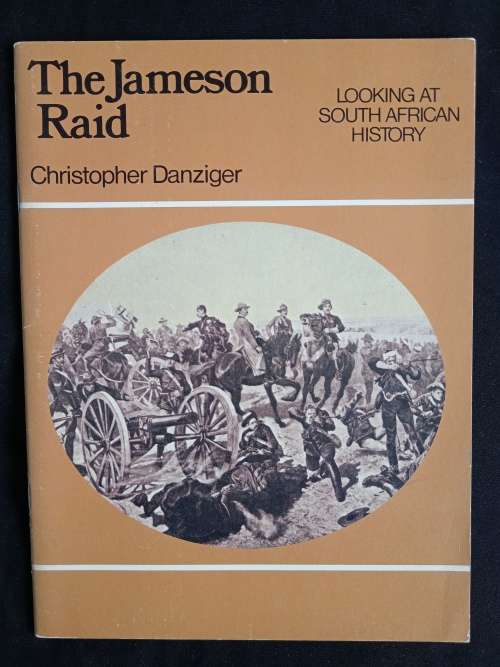 The Jameson
Raid
LOOKING AT
SOUTH AFRICAN
HISTORY
Christopher Danziger